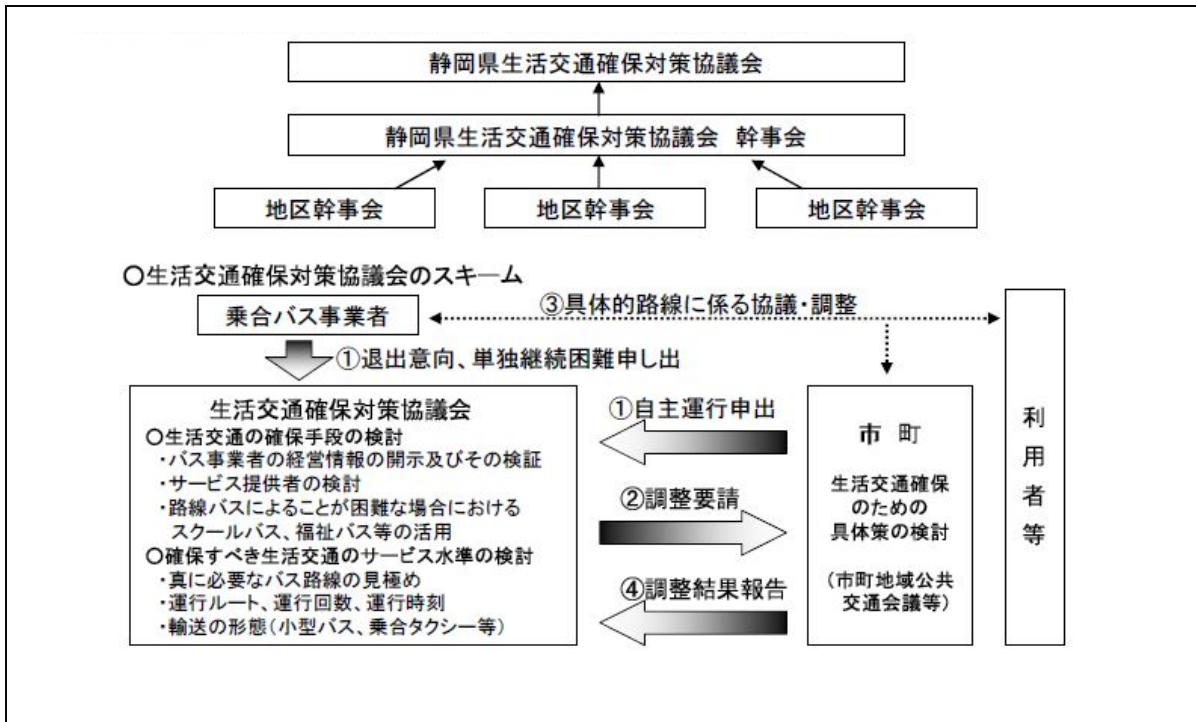 静岡県生活交通確保対策協議会
静岡県生活交通確保対策協議会 幹事会
地区幹事会
地区幹事会
地区幹事会
○生活交通確保対策協議会のスキーム
乗合バス事業者
③具体的路線に係る協議・調整
①退出意向、単独継続困難申し出
生活交通確保対策協議会
○生活交通の確保手段の検討
・バス事業者の経営情報の開示及びその検証
・サービス提供者の検討
・路線バスによることが困難な場合における
スクールバス、福祉バス等の活用
○確保すべき生活交通のサービス水準の検討
・真に必要なバス路線の見極め
・運行ルート、運行回数、運行時刻
・輸送の形態(小型バス、乗合タクシー等)
①自主運行申出
②調整要請
④調整結果報告
市 町
生活交通確保
のための
具体策の検討
(市町地域公共
交通会議等)
利用者等